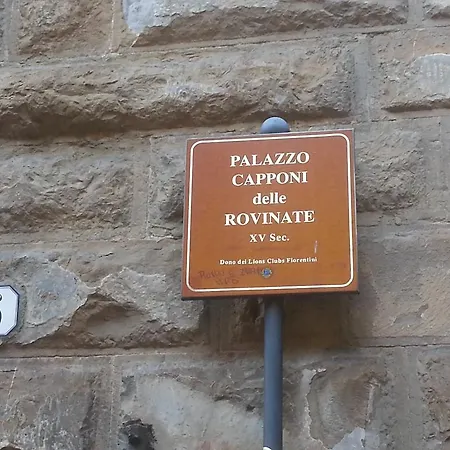 PALAZZO
CAPPONI
delle
ROVINATE
XV Sec.
Dono dei Lions Clubs Fiorentini